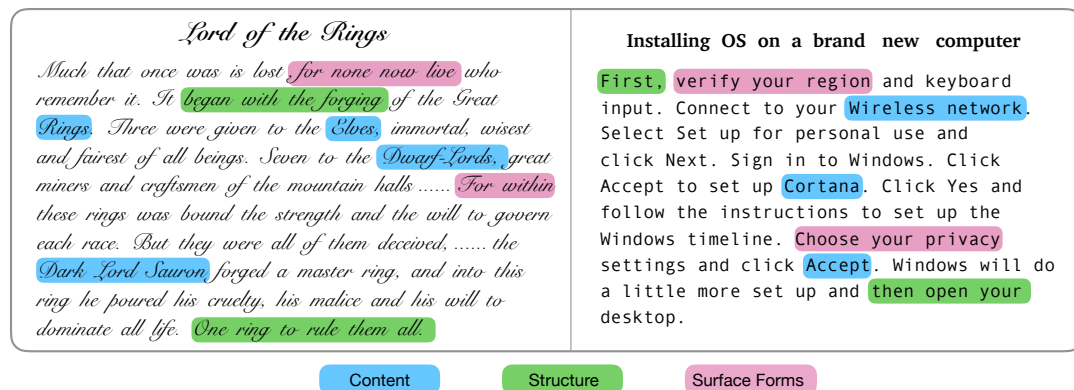 Lord of the Rings
Much that once was is lost, for none now live who
remember it. It began with the forging of the Great
Rings. Three were given to the Elves, immortal, wisest
and fairest of all beings. Seven to the Dwarf-Lords, great
miners and craftsmen of the mountain halls ...... For within
these rings was bound the strength and the will to govern
each race. But they were all of them deceived, ...... the
Dark Lord Sauron forged a master ring, and into this
ring he poured his cruelty, his malice and his will to
dominate all life. One ring to rule them all.
Installing OS on a brand new computer
First, verify your region and keyboard
input. Connect to your Wireless network.
Select Set up for personal use and
click Next. Sign in to Windows. Click
Accept to set up Cortana. Click Yes and
follow the instructions to set up the
Windows timeline. Choose your privacy
settings and click Accept. Windows will do
a little more set up and then open your
desktop.
Content
Structure
Surface Forms